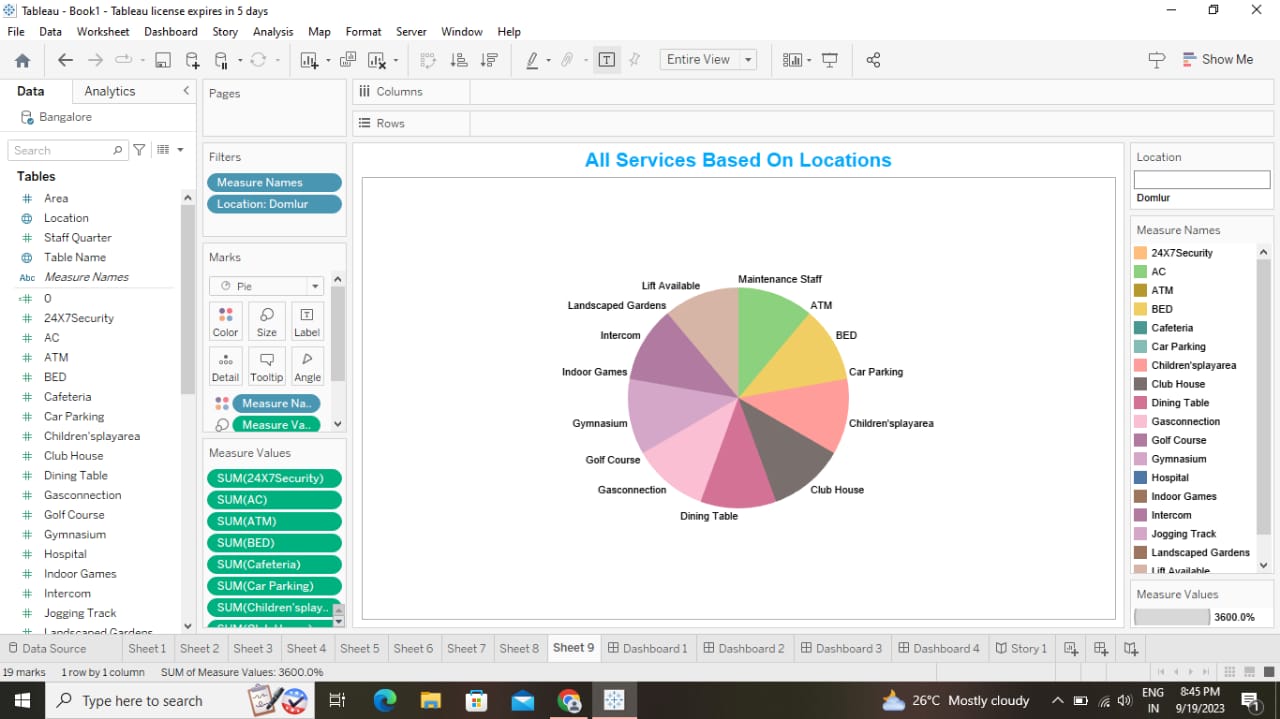 Tableau - Book1 - Tableau license expires in 5 days
File Data Worksheet Dashboard Story Analysis Map Format Server Window Help
Entire View
Show Me
Data Analytics
Bangalore
Search
Tables
Area
Location
Staff Quarter
Table Name
Abc Measure Names
0
24X7Security
AC
ATM
BED
Cafeteria
Car Parking
Children'splayarea
Club House
Dining Table
Gasconnection
Golf Course
Gymnasium
Hospital
Indoor Games
Intercom
Jogging Track
Landscaped Gardens
Pages
Filters
Measure Names
Location: Domlur
Marks
Pie
Color Size Label
Detail Tooltip Angle
Measure Na..
Measure Va..
Measure Values
SUM(24X7Security)
SUM(AC)
SUM(ATM)
SUM(BED)
SUM(Cafeteria)
SUM(Car Parking)
SUM(Children'splay..
SUM(Club House)
Columns
Rows
All Services Based On Locations
Maintenance Staff
Lift Available
ATM
Landscaped Gardens
BED
Intercom
Car Parking
Indoor Games
Children'splayarea
Gymnasium
Golf Course
Club House
Gasconnection
Dining Table
Location
Domlur
Measure Names
24X7Security
AC
ATM
BED
Cafeteria
Car Parking
Children'splayarea
Club House
Dining Table
Gasconnection
Golf Course
Gymnasium
Hospital
Indoor Games
Intercom
Jogging Track
Landscaped Gardens
Lift Available
Measure Values
3600.0%
Data Source Sheet 1 Sheet 2 Sheet 3 Sheet 4 Sheet 5 Sheet 6 Sheet 7 Sheet 8 Sheet 9 Dashboard 1 Dashboard 2 Dashboard 3 Dashboard 4 Story 1
19 marks 1 row by 1 column SUM of Measure Values: 3600.0%
Type here to search
26°C Mostly cloudy
ENG
IN
8:45 PM
9/19/2023
1